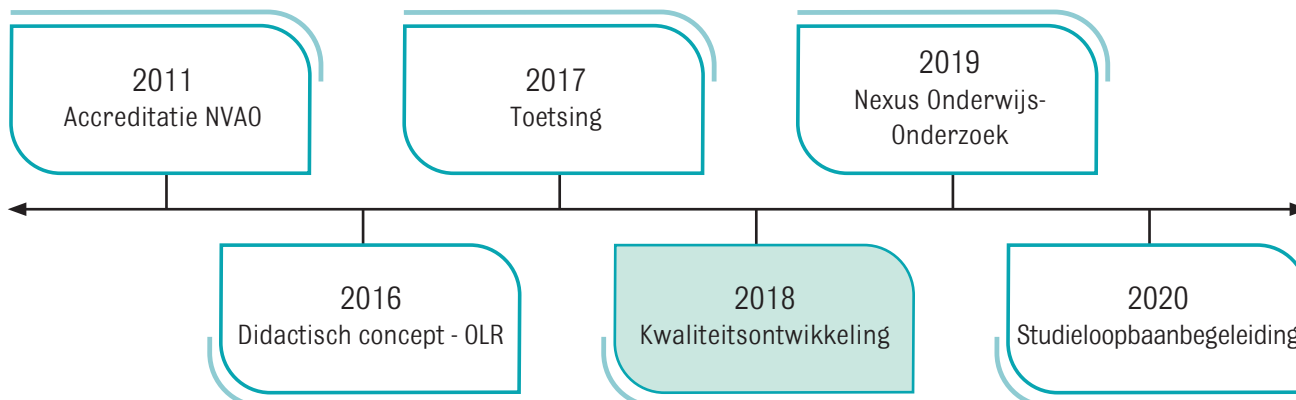 2011
Accreditatie NVAO
2016
Didactisch concept - OLR
2017
Toetsing
2018
Kwaliteitsontwikkeling
2019
Nexus Onderwijs-
Onderzoek
2020
Studieloopbaanbegeleiding